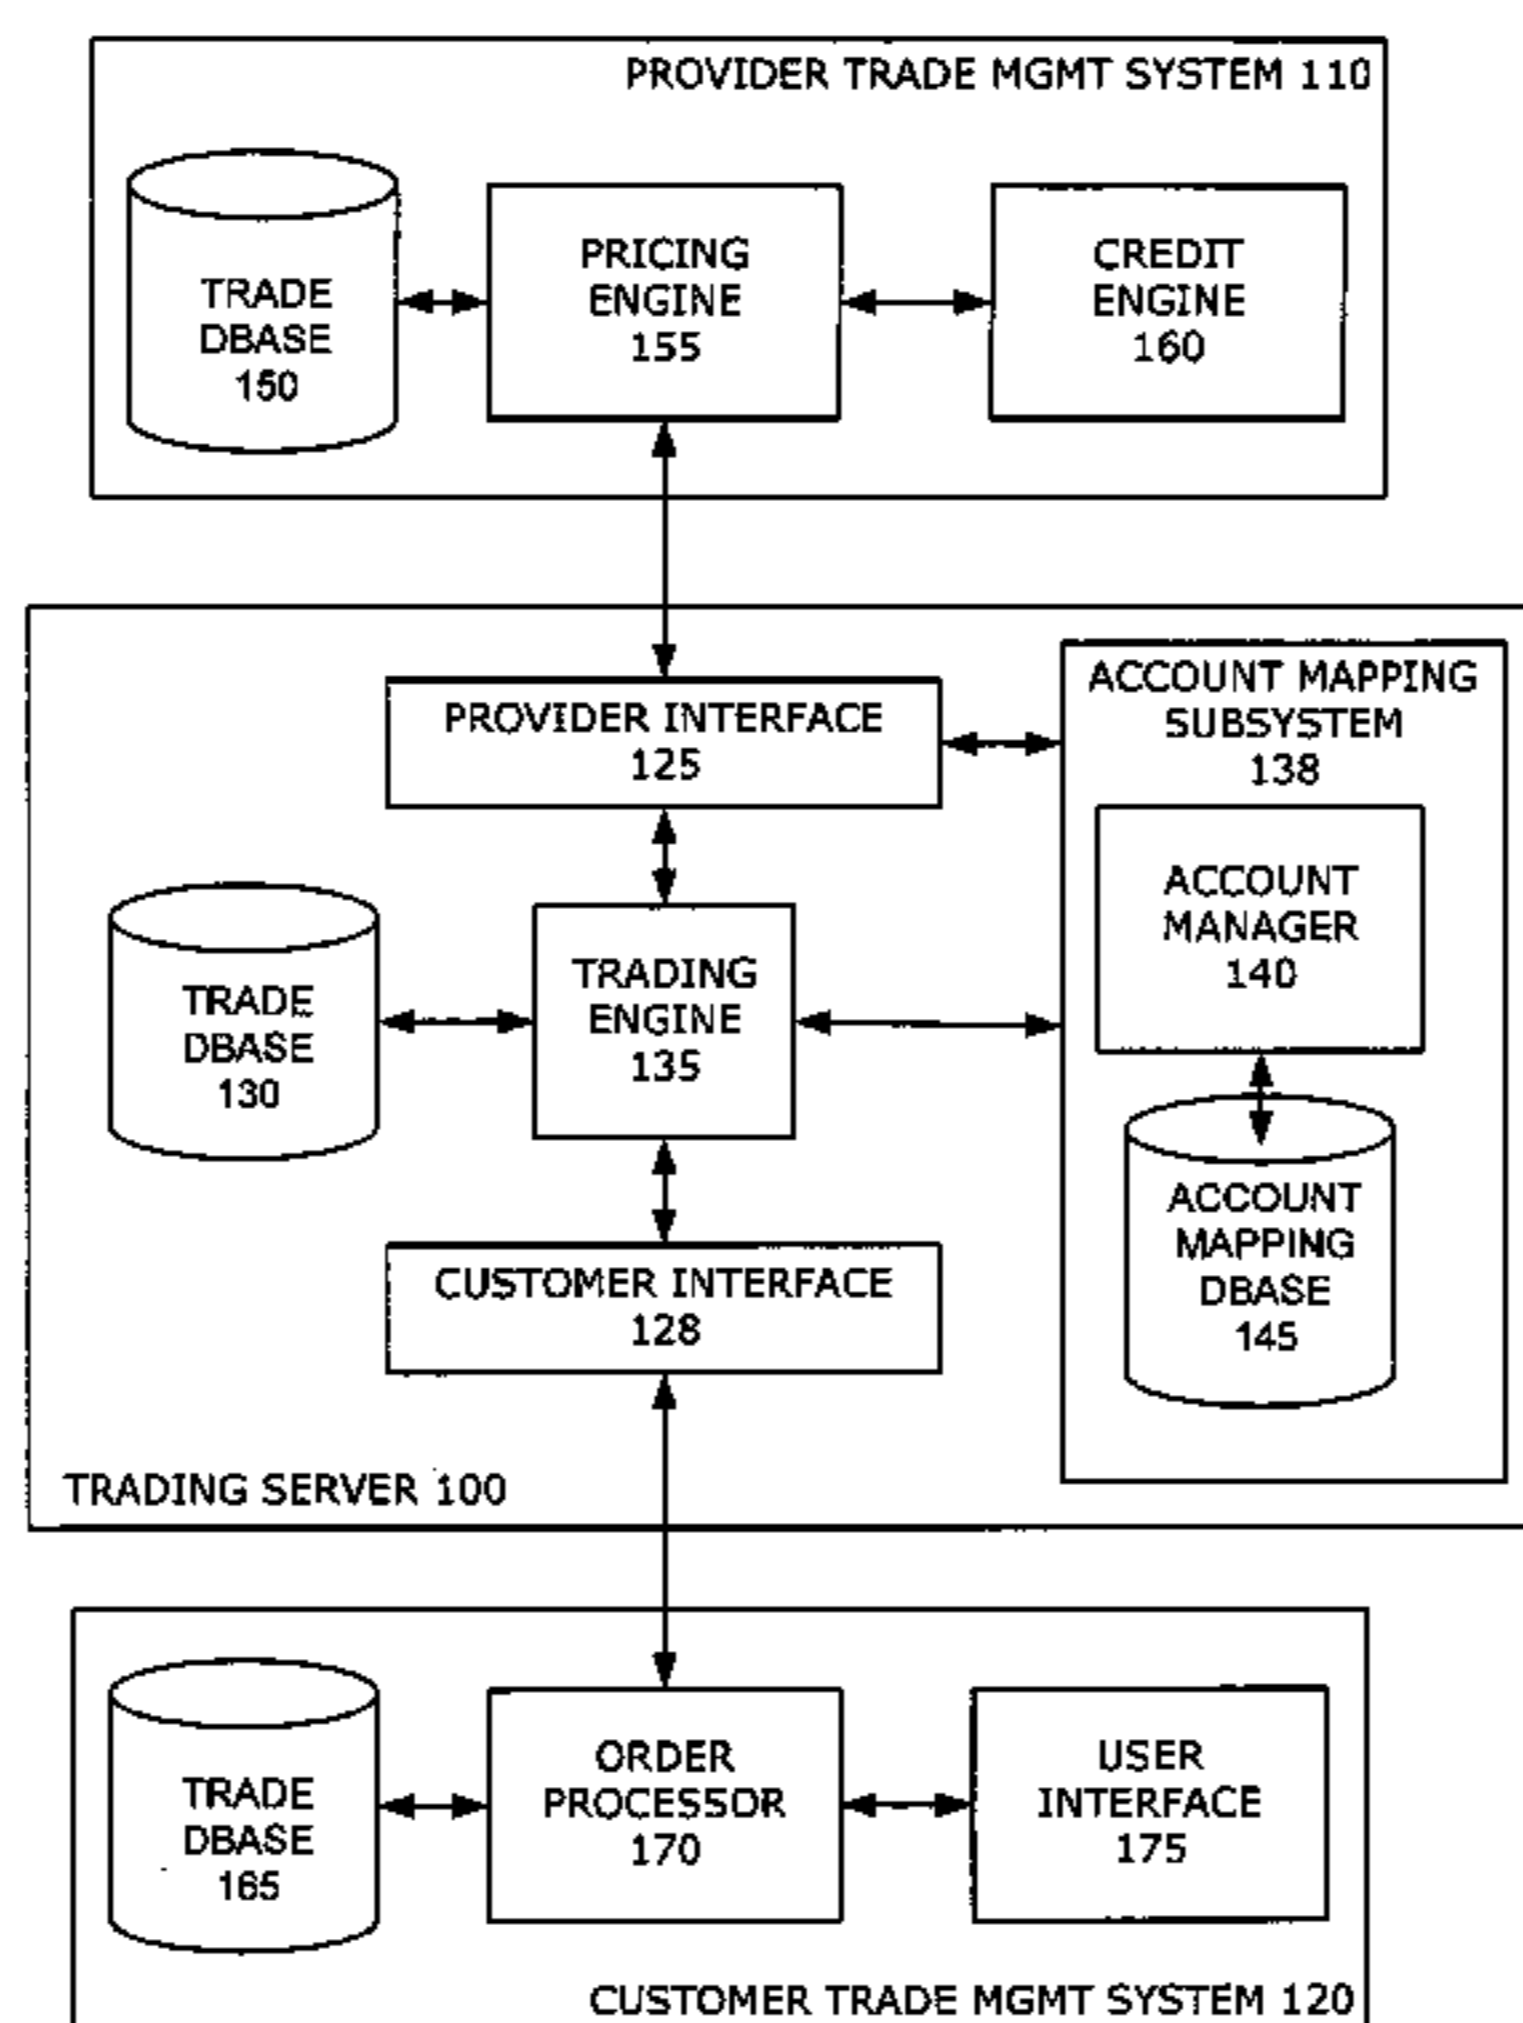 PROVIDER TRADE MGMT SYSTEM 110
TRADE
DBASE
150
PRICING
ENGINE
155
CREDIT
ENGINE
160
PROVIDER INTERFACE
125
ACCOUNT MAPPING
SUBSYSTEM
138
ACCOUNT
MANAGER
140
TRADE
DBASE
130
TRADING
ENGINE
135
ACCOUNT
MAPPING
DBASE
145
CUSTOMER INTERFACE
128
TRADING SERVER 100
TRADE
DBASE
165
ORDER
PROCESSOR
170
USER
INTERFACE
175
CUSTOMER TRADE MGMT SYSTEM 120